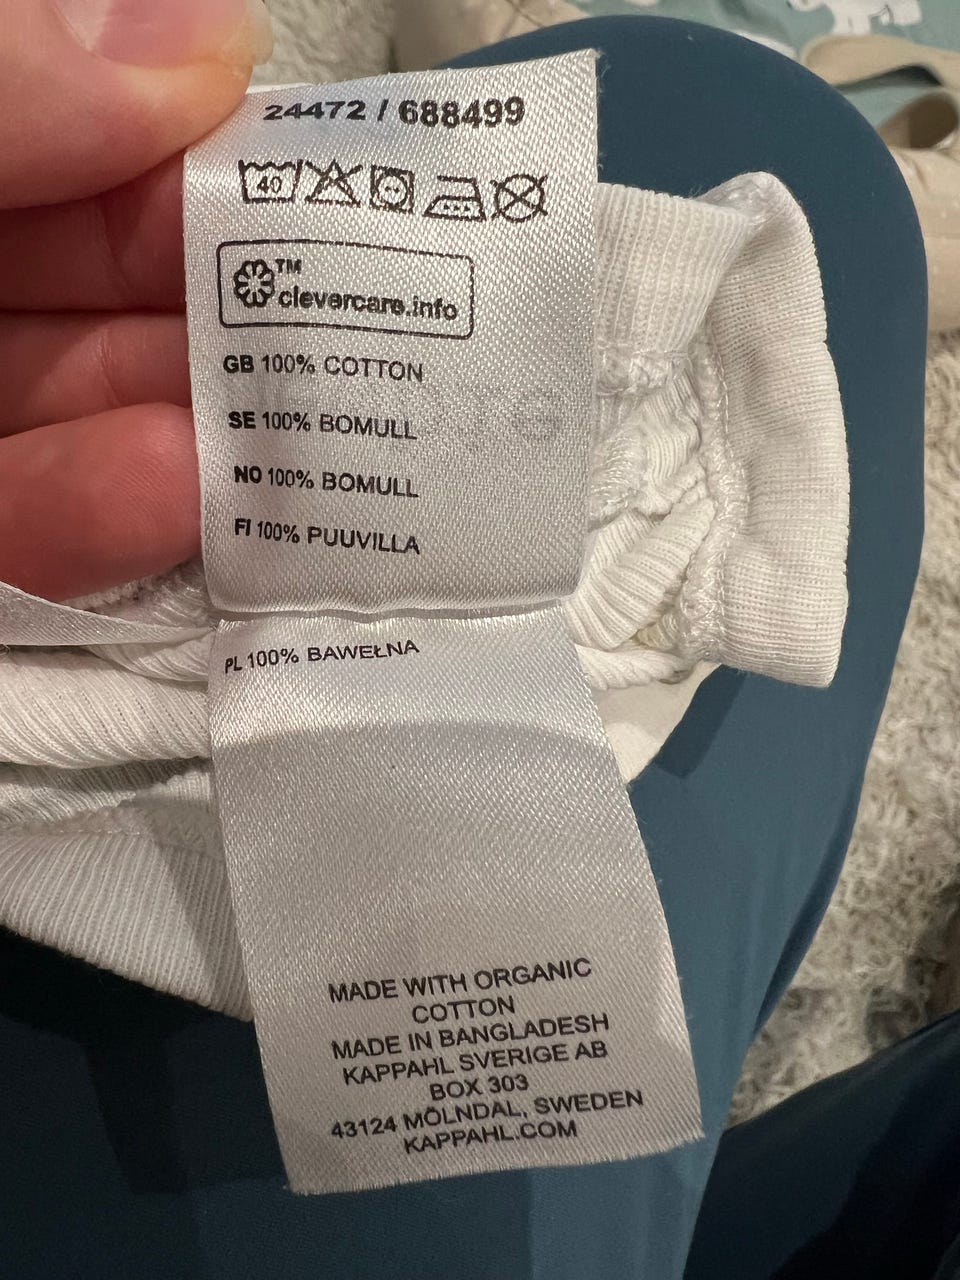 24472 / 688499
40
TM
clevercare.info
GB 100% COTTON
SE 100% BOMULL
NO 100% BOMULL
FI 100% PUUVILLA
PL 100% BAWEŁNA
MADE WITH ORGANIC
COTTON
MADE IN BANGLADESH
KAPPAHL SVERIGE AB
BOX 303
43124 MÖLNDAL, SWEDEN
KAPPAHL.COM